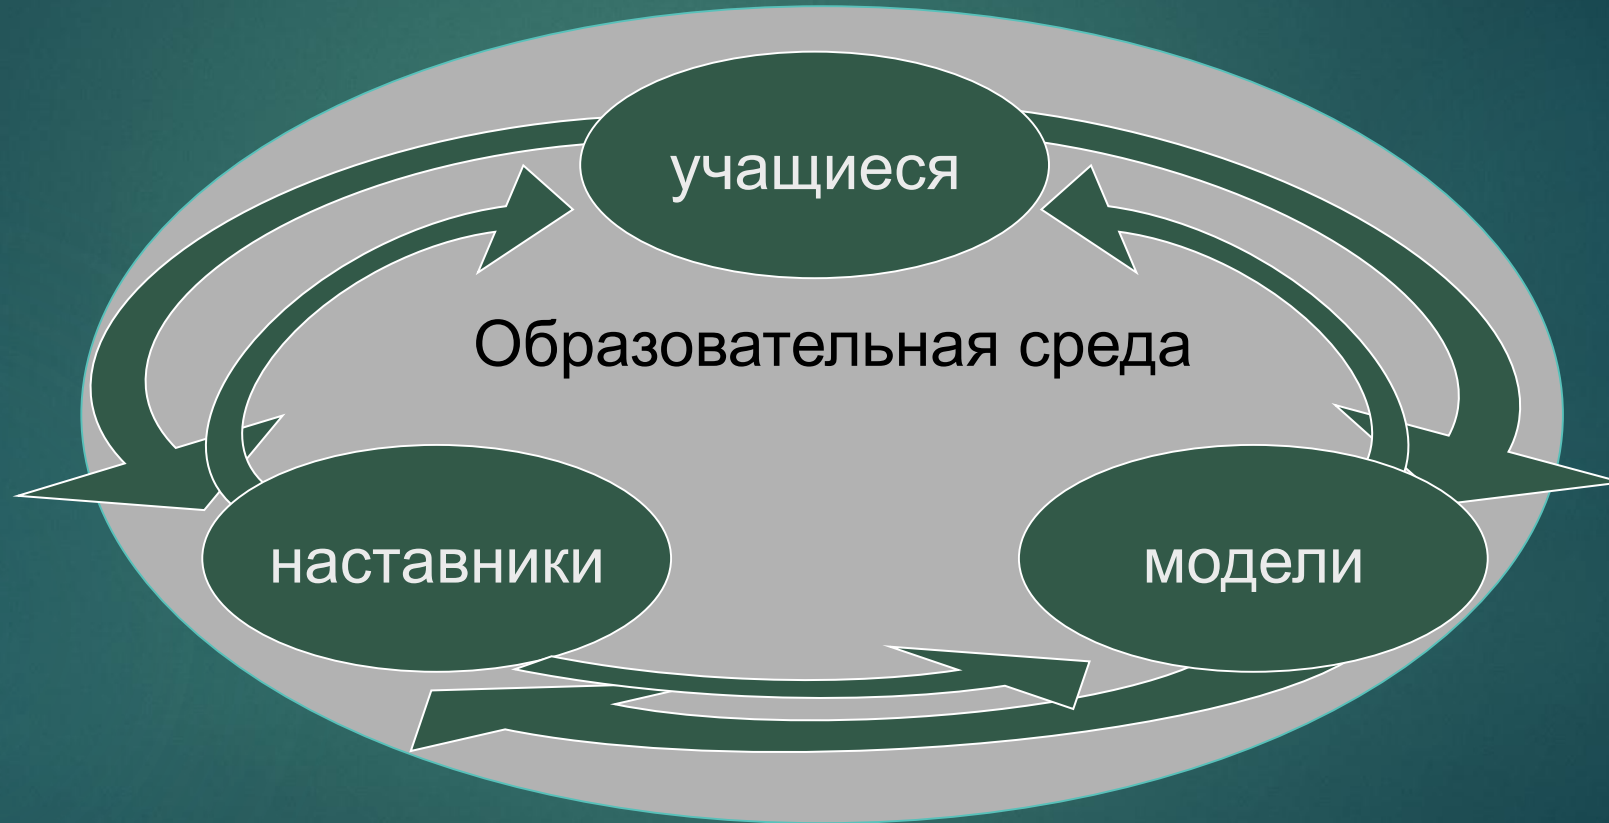 учащиеся
Образовательная среда
наставники
модели